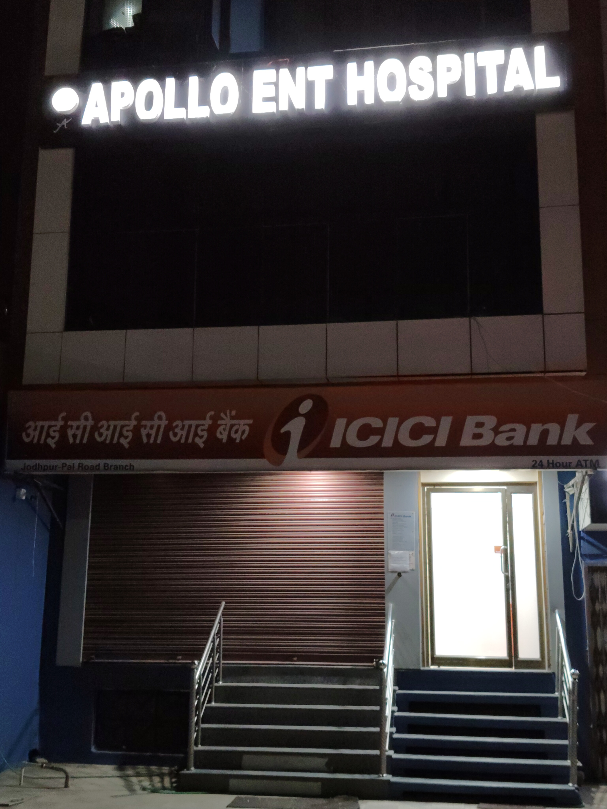 APOLLO ENT HOSPITAL
आई सी आई सी आई बैंक i ICICI Bank
Jodhpur-Pal Road Branch 24 Hour ATM